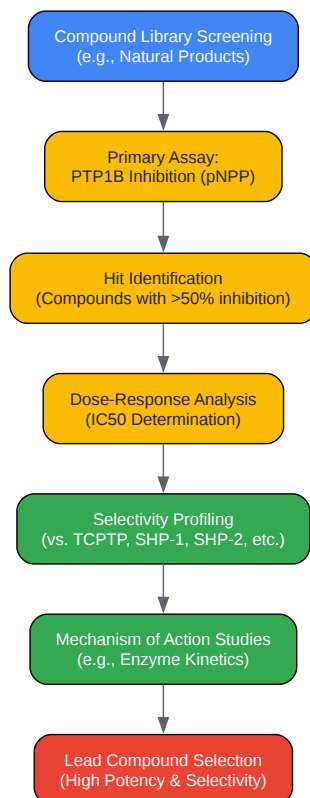 Compound Library Screening
(e.g., Natural Products)
Primary Assay:
PTP1B Inhibition (pNPP)
Hit Identification
(Compounds with >50% inhibition)
Dose-Response Analysis
(IC50 Determination)
Selectivity Profiling
(vs. TCPTP, SHP-1, SHP-2, etc.)
Mechanism of Action Studies
(e.g., Enzyme Kinetics)
Lead Compound Selection
(High Potency & Selectivity)